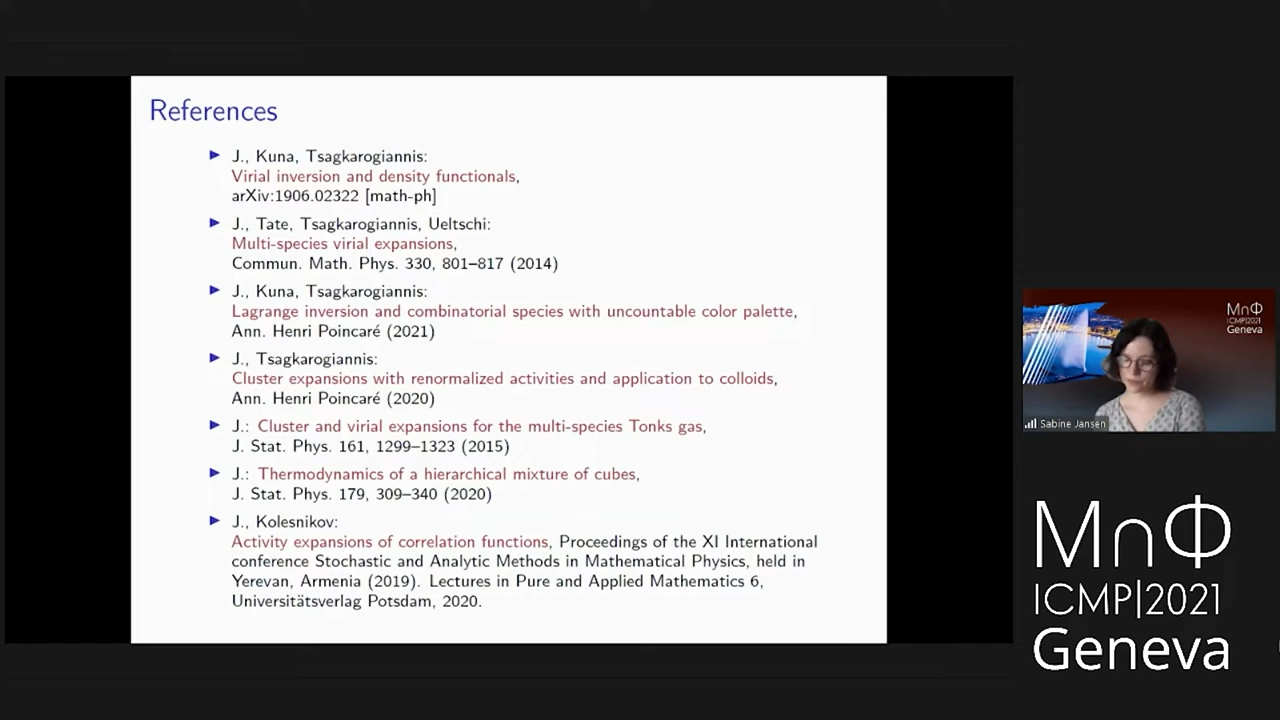 References
► J., Kuna, Tsagkarogiannis:
Virial inversion and density functionals,
arXiv:1906.02322 [math-ph]
► J., Tate, Tsagkarogiannis, Ueltschi:
Multi-species virial expansions,
Commun. Math. Phys. 330, 801–817 (2014)
► J., Kuna, Tsagkarogiannis:
Lagrange inversion and combinatorial species with uncountable color palette,
Ann. Henri Poincaré (2021)
► J., Tsagkarogiannis:
Cluster expansions with renormalized activities and application to colloids,
Ann. Henri Poincaré (2020)
► J.: Cluster and virial expansions for the multi-species Tonks gas,
J. Stat. Phys. 161, 1299–1323 (2015)
► J.: Thermodynamics of a hierarchical mixture of cubes,
J. Stat. Phys. 179, 309–340 (2020)
► J., Kolesnikov:
Activity expansions of correlation functions, Proceedings of the XI International
conference Stochastic and Analytic Methods in Mathematical Physics, held in
Yerevan, Armenia (2019). Lectures in Pure and Applied Mathematics 6,
Universitätsverlag Potsdam, 2020.
M∩Φ
ICMP|2021
Geneva
Sabine Jansen
M∩Φ
ICMP|2021
Geneva